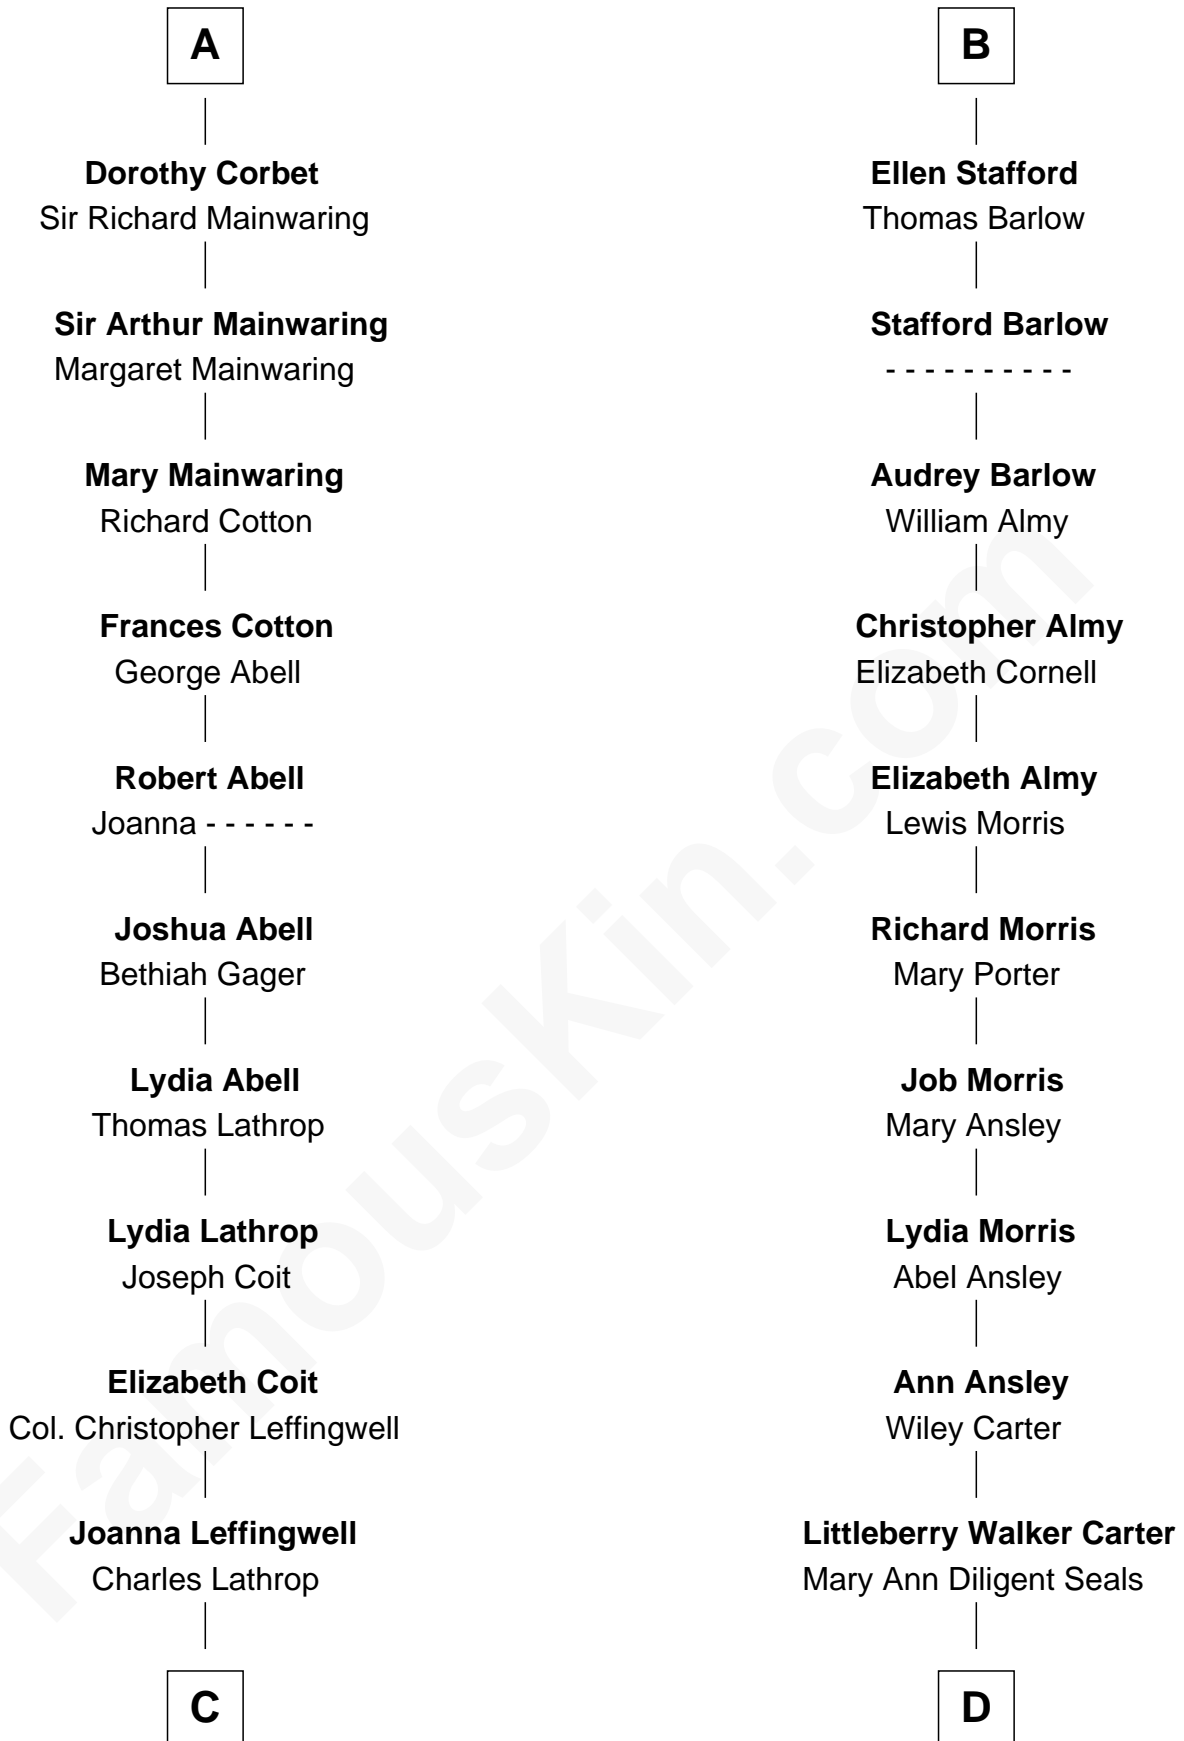 A
Dorothy Corbet
Sir Richard Mainwaring
Sir Arthur Mainwaring
Margaret Mainwaring
Mary Mainwaring
Richard Cotton
Frances Cotton
George Abell
Robert Abell
Joanna - - - - - -
Joshua Abell
Bethiah Gager
Lydia Abell
Thomas Lathrop
Lydia Lathrop
Joseph Coit
Elizabeth Coit
Col. Christopher Leffingwell
Joanna Leffingwell
Charles Lathrop
C
B
Ellen Stafford
Thomas Barlow
Stafford Barlow
- - - - - - - - - -
Audrey Barlow
William Almy
Christopher Almy
Elizabeth Cornell
Elizabeth Almy
Lewis Morris
Richard Morris
Mary Porter
Job Morris
Mary Ansley
Lydia Morris
Abel Ansley
Ann Ansley
Wiley Carter
Littleberry Walker Carter
Mary Ann Diligent Seals
D
FamousKin.com